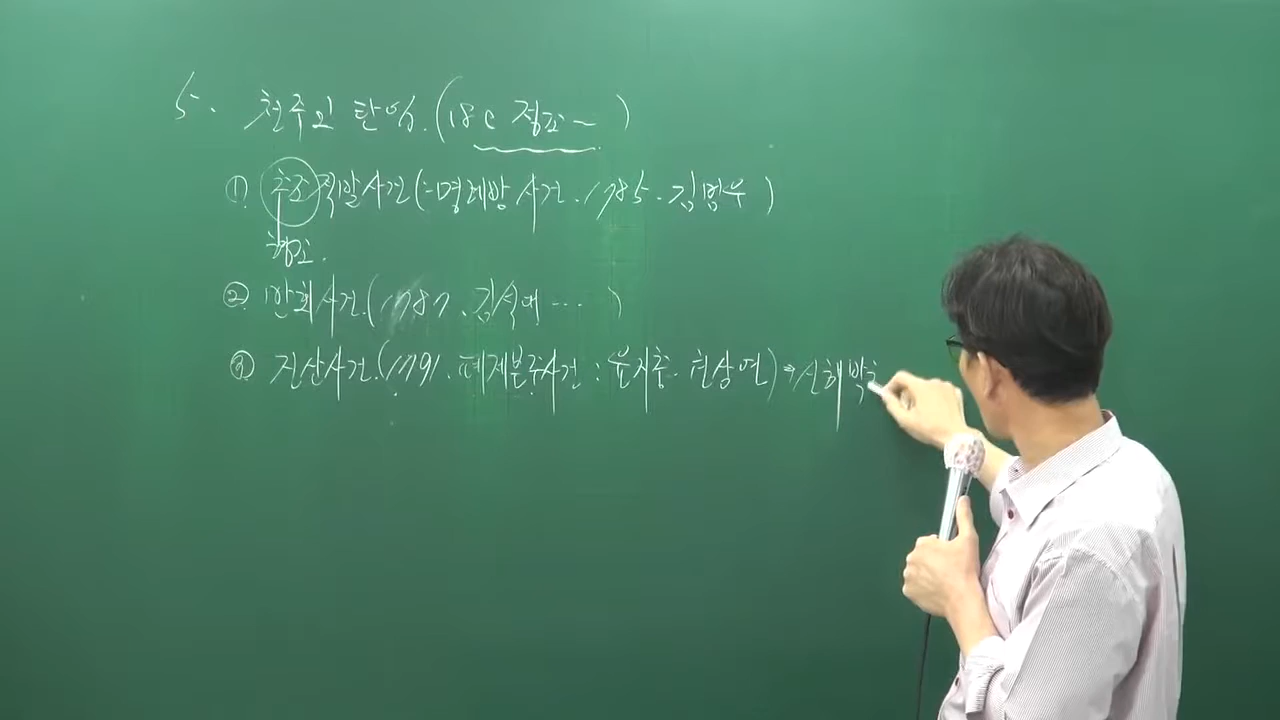 5. 천주교 탄압.(18C 정조~)
① 추조적발사건(=명례방사건. 1785. 김범우)
형조.
② 반회사건.(1787. 김석대 …)
③ 진산사건.(1791. 폐제분주사건 : 윤지충. 권상연) ⇒ 신해박